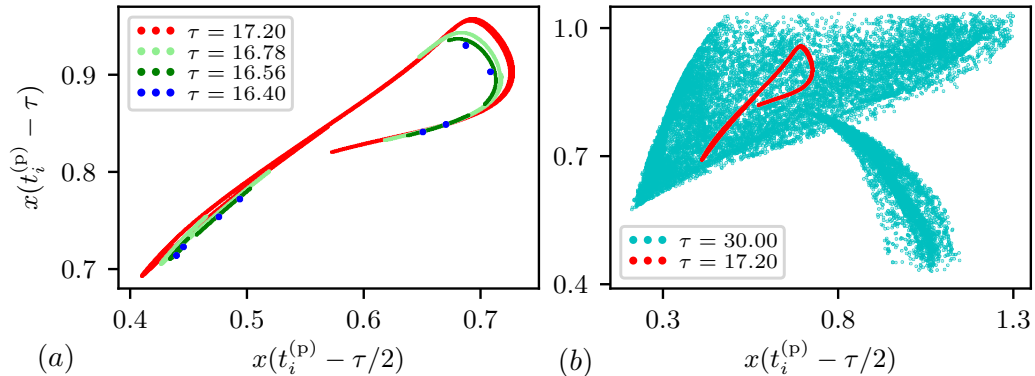 τ = 17.20
τ = 16.78
τ = 16.56
τ = 16.40
0.9
0.8
0.7
0.4 0.5 0.6 0.7
x(t_i^(p) − τ)
x(t_i^(p) − τ/2)
(a)
1.0
0.7
0.4
τ = 30.00
τ = 17.20
0.3 0.8 1.3
x(t_i^(p) − τ)
x(t_i^(p) − τ/2)
(b)